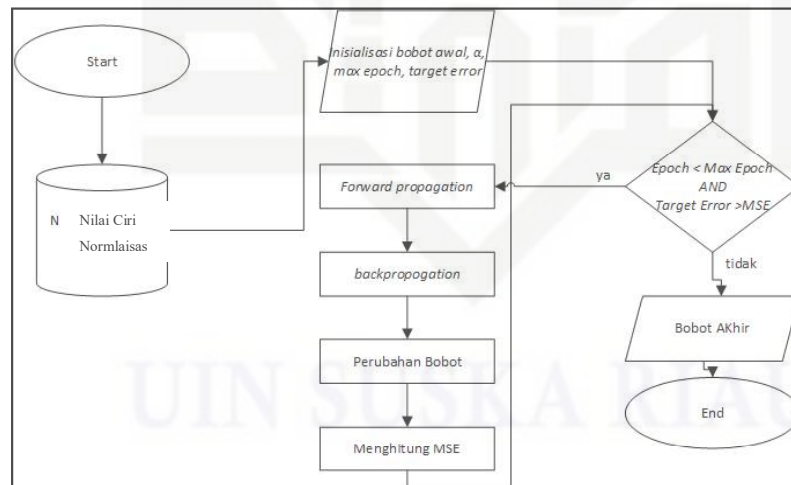 Start
Inisialisasi bobot awal, α,
max epoch, target error
N Nilai Ciri
Normlaisas
Epoch < Max Epoch
AND
Target Error >MSE
ya
tidak
Forward propagation
backpropogation
Perubahan Bobot
Menghitung MSE
Bobot AKhir
End
UIN SUSKA RIAU